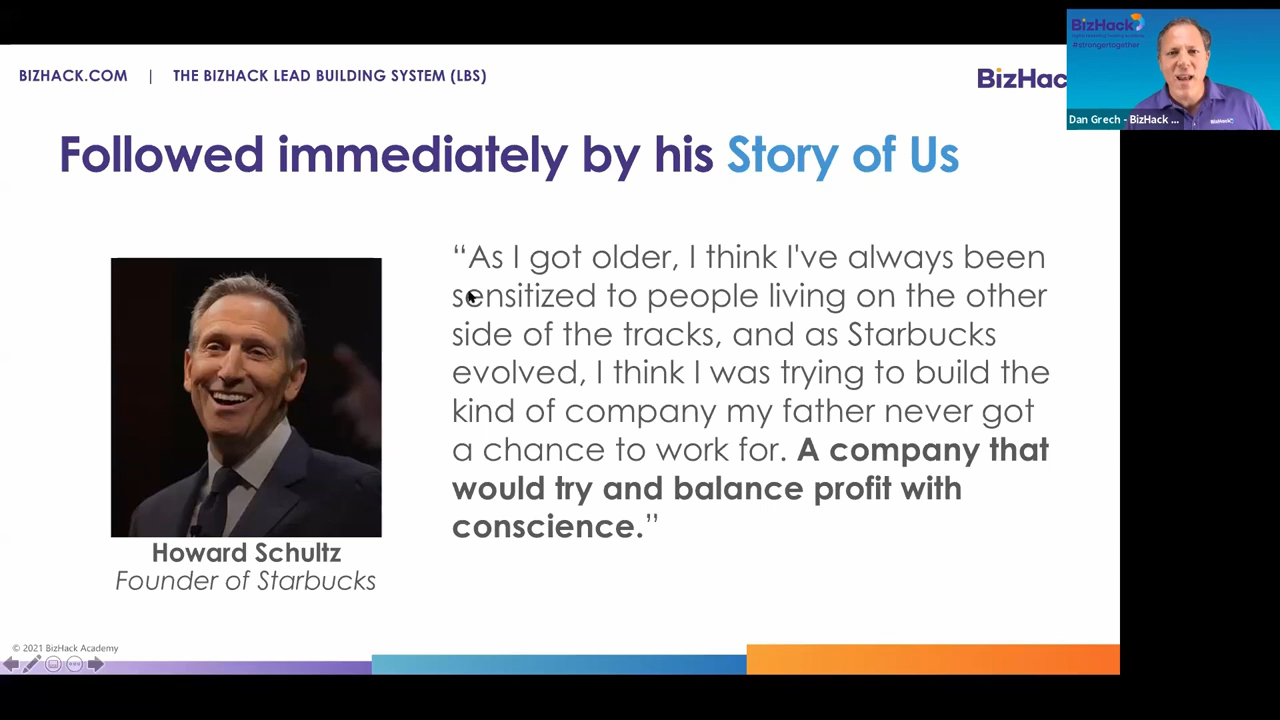 BIZHACK.COM | THE BIZHACK LEAD BUILDING SYSTEM (LBS)
BizHac
BizHack
#strongertogether
Dan Grech - BizHack ...
Followed immediately by his Story of Us
“As I got older, I think I've always been
sensitized to people living on the other
side of the tracks, and as Starbucks
evolved, I think I was trying to build the
kind of company my father never got
a chance to work for. A company that
would try and balance profit with
conscience.”
Howard Schultz
Founder of Starbucks
© 2021 BizHack Academy